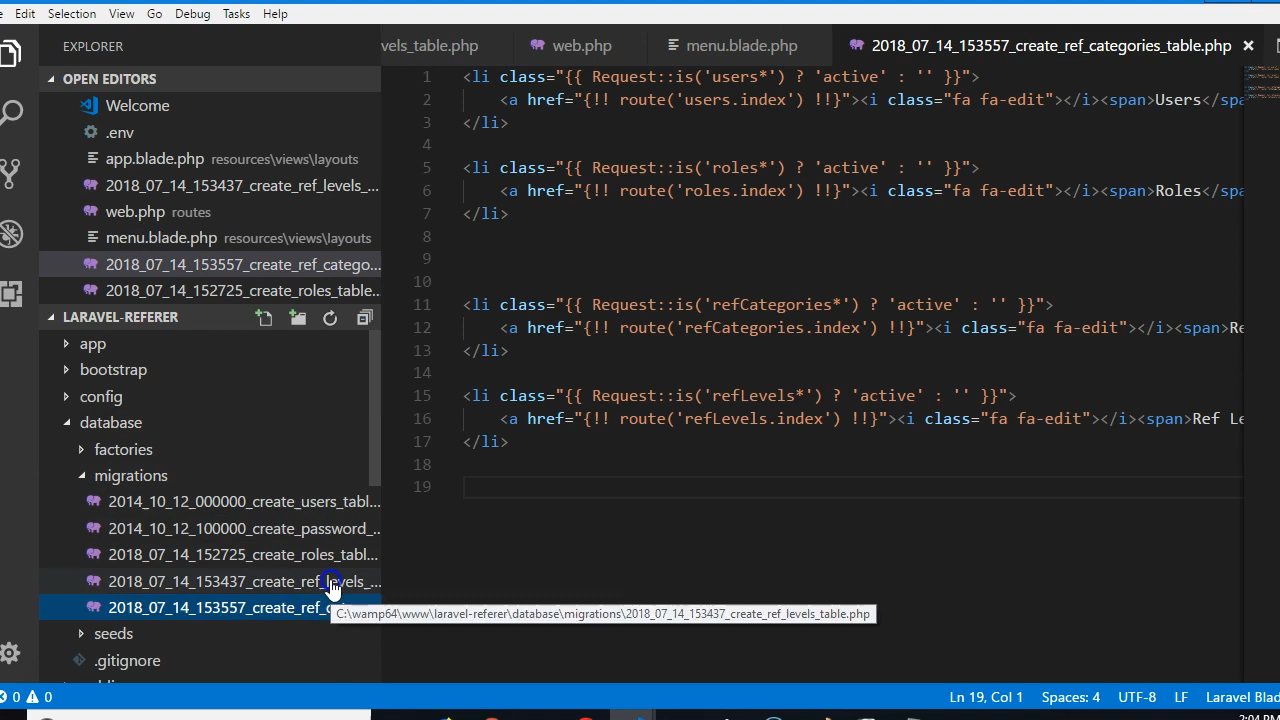 Edit Selection View Go Debug Tasks Help
EXPLORER
vels_table.php web.php menu.blade.php 2018_07_14_153557_create_ref_categories_table.php
OPEN EDITORS
Welcome
.env
app.blade.php resources\views\layouts
2018_07_14_153437_create_ref_levels_...
web.php routes
menu.blade.php resources\views\layouts
2018_07_14_153557_create_ref_catego...
2018_07_14_152725_create_roles_table...
LARAVEL-REFERER
app
bootstrap
config
database
factories
migrations
2014_10_12_000000_create_users_tabl...
2014_10_12_100000_create_password_...
2018_07_14_152725_create_roles_tabl...
2018_07_14_153437_create_ref_levels_...
2018_07_14_153557_create_ref_c
C:\wamp64\www\laravel-referer\database\migrations\2018_07_14_153437_create_ref_levels_table.php
seeds
.gitignore
1 <li class="{{ Request::is('users*') ? 'active' : '' }}">
2 <a href="{!! route('users.index') !!}"><i class="fa fa-edit"></i><span>Users</spa
3 </li>
4
5 <li class="{{ Request::is('roles*') ? 'active' : '' }}">
6 <a href="{!! route('roles.index') !!}"><i class="fa fa-edit"></i><span>Roles</spa
7 </li>
8
9
10
11 <li class="{{ Request::is('refCategories*') ? 'active' : '' }}">
12 <a href="{!! route('refCategories.index') !!}"><i class="fa fa-edit"></i><span>Re
13 </li>
14
15 <li class="{{ Request::is('refLevels*') ? 'active' : '' }}">
16 <a href="{!! route('refLevels.index') !!}"><i class="fa fa-edit"></i><span>Ref Le
17 </li>
18
19
0 0 Ln 19, Col 1 Spaces: 4 UTF-8 LF Laravel Blad
2:04 PM